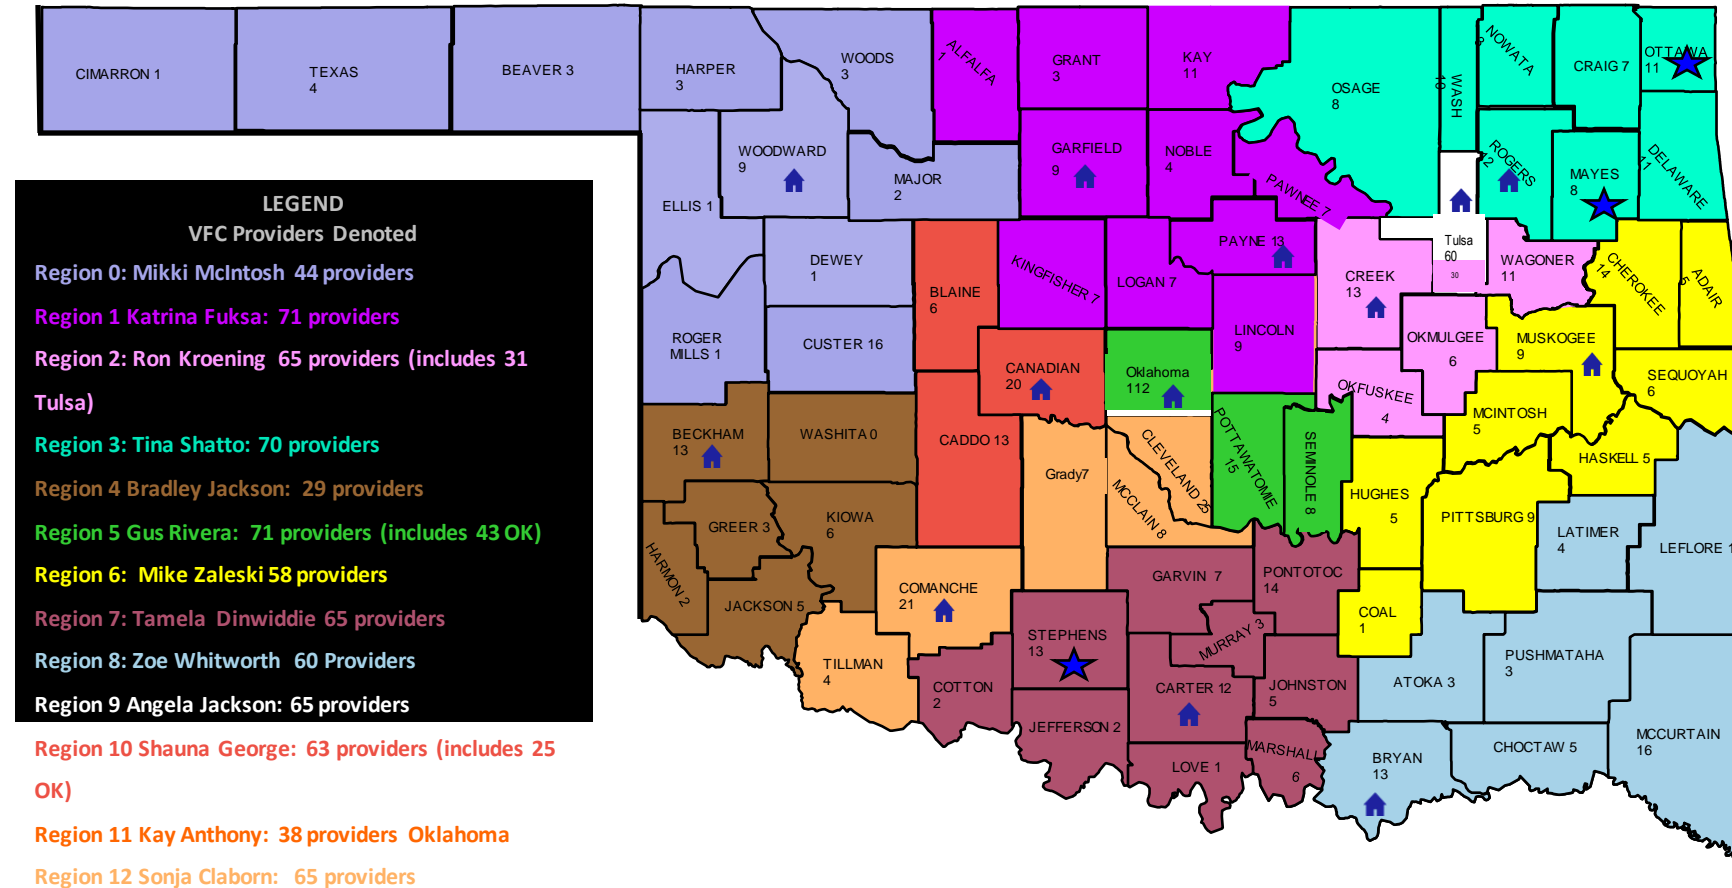 CIMARRON 1
TEXAS
4
BEAVER 3
HARPER
3
WOODS
3
ALFALFA
1
GRANT
3
KAY
11
OSAGE
8
WASH
10
NOWATA
3
CRAIG 7
OTTAWA
11
WOODWARD
9
MAJOR
2
GARFIELD
9
NOBLE
4
PAWNEE 7
ROGERS
12
MAYES
8
DELAWARE
11
ELLIS 1
DEWEY
1
BLAINE
6
KINGFISHER 7
LOGAN 7
PAYNE 13
CREEK
13
Tulsa
60
30
WAGONER
11
CHEROKEE
14
ADAIR
5
ROGER
MILLS 1
CUSTER 16
CANADIAN
20
Oklahoma
112
LINCOLN
9
OKMULGEE
6
MUSKOGEE
9
SEQUOYAH
6
OKFUSKEE
4
MCINTOSH
5
BECKHAM
13
WASHITA 0
CADDO 13
Grady7
CLEVELAND 25
MCCLAIN 8
POTTAWATOMIE
15
SEMINOLE 8
HUGHES
5
HASKELL 5
PITTSBURG 9
LATIMER
4
LEFLORE 1
GREER 3
KIOWA
6
HARMON 2
JACKSON 5
COMANCHE
21
TILLMAN
4
COTTON
2
STEPHENS
13
GARVIN 7
MURRAY 3
PONTOTOC
14
COAL
1
CARTER 12
JOHNSTON
5
ATOKA 3
PUSHMATAHA
3
JEFFERSON 2
LOVE 1
MARSHALL
6
BRYAN
13
CHOCTAW 5
MCCURTAIN
16
LEGEND
VFC Providers Denoted
Region 0: Mikki McIntosh 44 providers
Region 1 Katrina Fuksa: 71 providers
Region 2: Ron Kroening 65 providers (includes 31
Tulsa)
Region 3: Tina Shatto: 70 providers
Region 4 Bradley Jackson: 29 providers
Region 5 Gus Rivera: 71 providers (includes 43 OK)
Region 6: Mike Zaleski 58 providers
Region 7: Tamela Dinwiddie 65 providers
Region 8: Zoe Whitworth 60 Providers
Region 9 Angela Jackson: 65 providers
Region 10 Shauna George: 63 providers (includes 25
OK)
Region 11 Kay Anthony: 38 providers Oklahoma
Region 12 Sonja Claborn: 65 providers